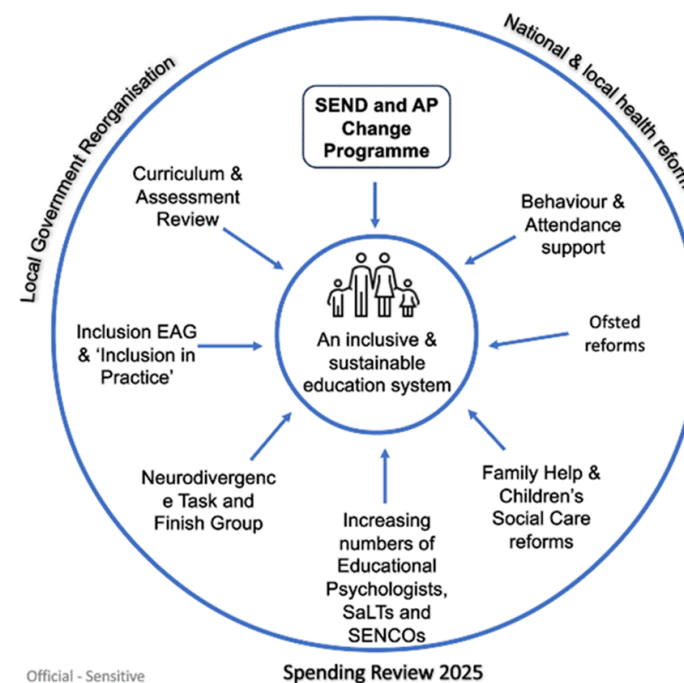 Local Government Reorganisation
National & local health reform
SEND and AP
Change
Programme
Curriculum &
Assessment
Review
Behaviour &
Attendance
support
Inclusion EAG
& ‘Inclusion in
Practice’
An inclusive &
sustainable
education system
Ofsted
reforms
Neurodivergenc
e Task and
Finish Group
Increasing
numbers of
Educational
Psychologists,
SaLTs and
SENCOs
Family Help &
Children’s
Social Care
reforms
Official - Sensitive
Spending Review 2025